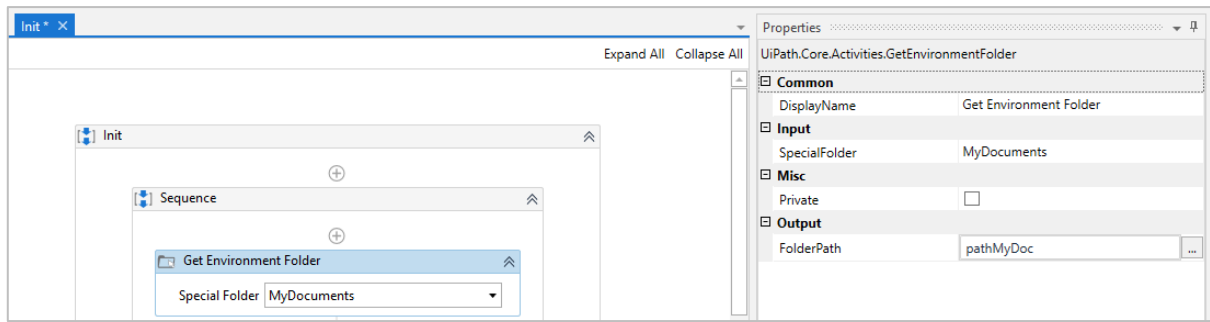 Init* ×
Expand All Collapse All
Init
Sequence
Get Environment Folder
Special Folder MyDocuments
Properties
UiPath.Core.Activities.GetEnvironmentFolder
Common
DisplayName Get Environment Folder
Input
SpecialFolder MyDocuments
Misc
Private
Output
FolderPath pathMyDoc ...